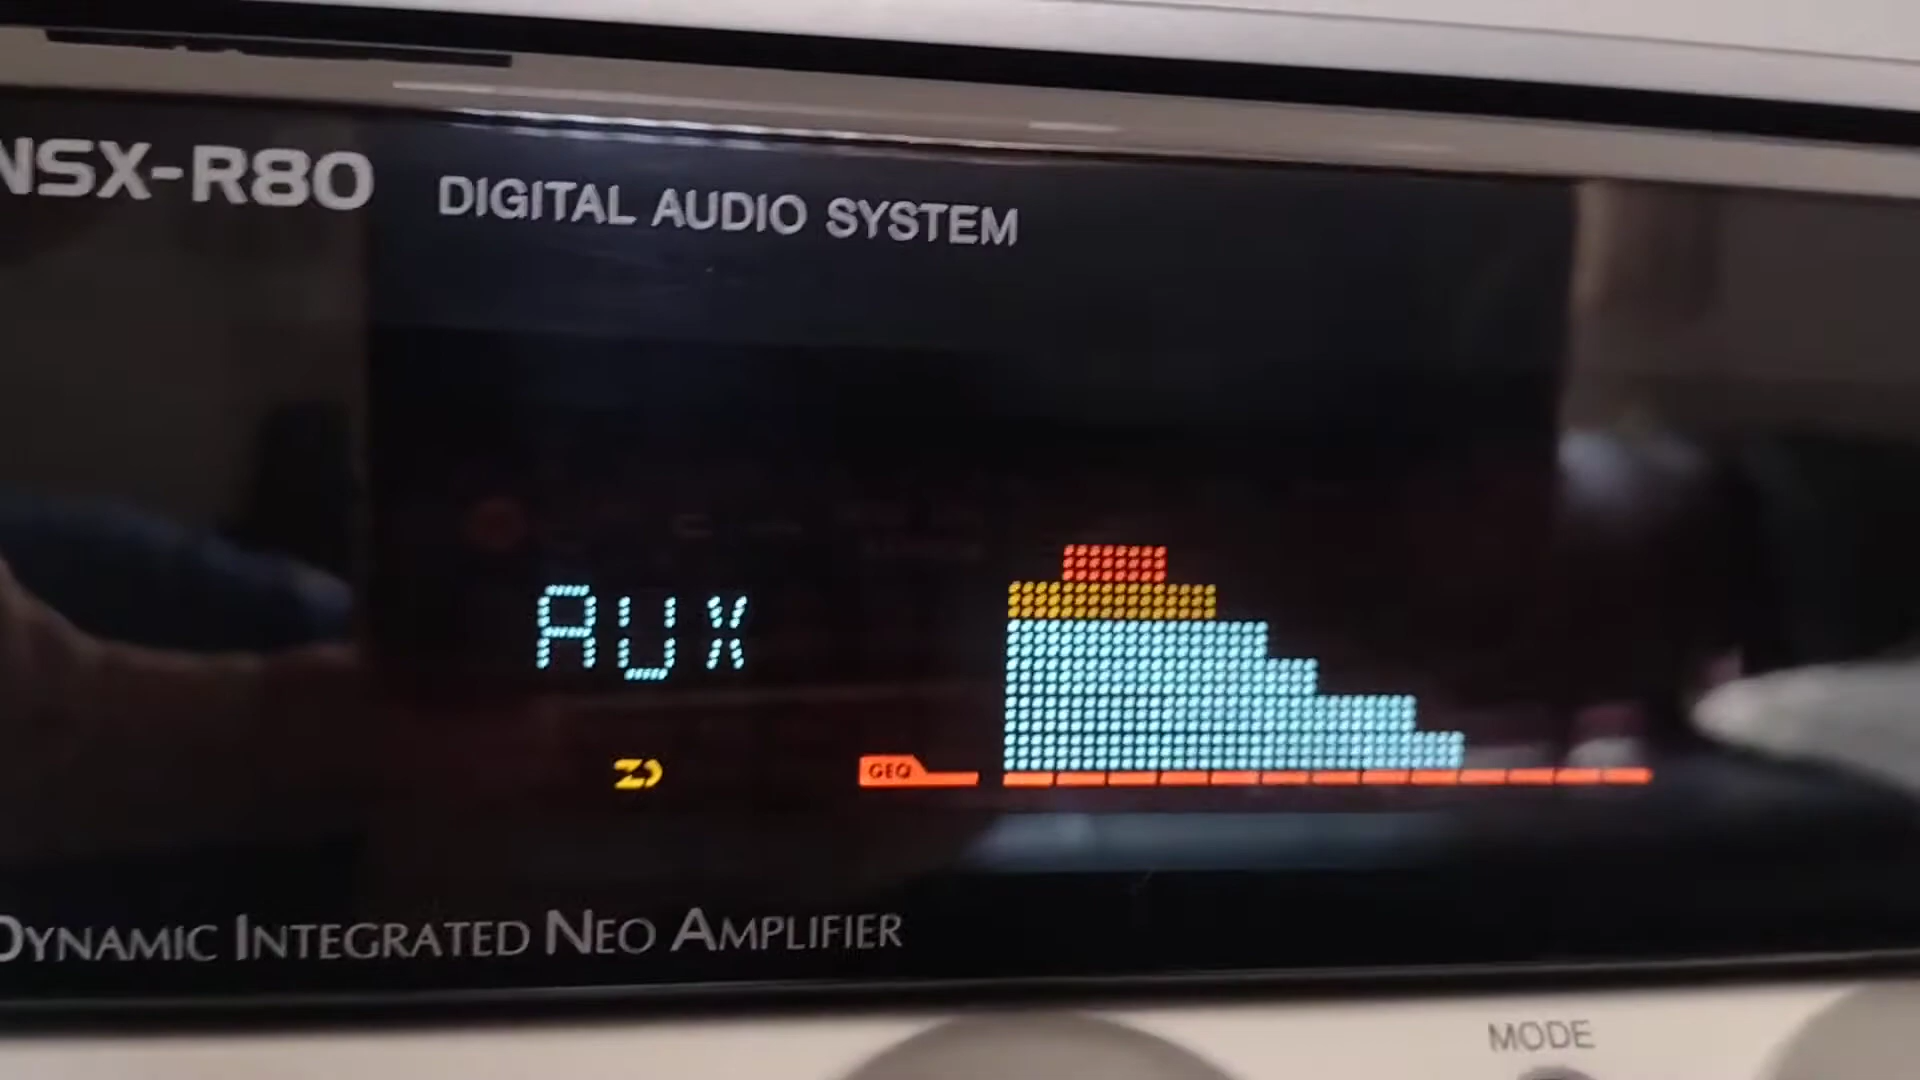 NSX-R80 DIGITAL AUDIO SYSTEM
AUX
GEQ
DYNAMIC INTEGRATED NEO AMPLIFIER
MODE